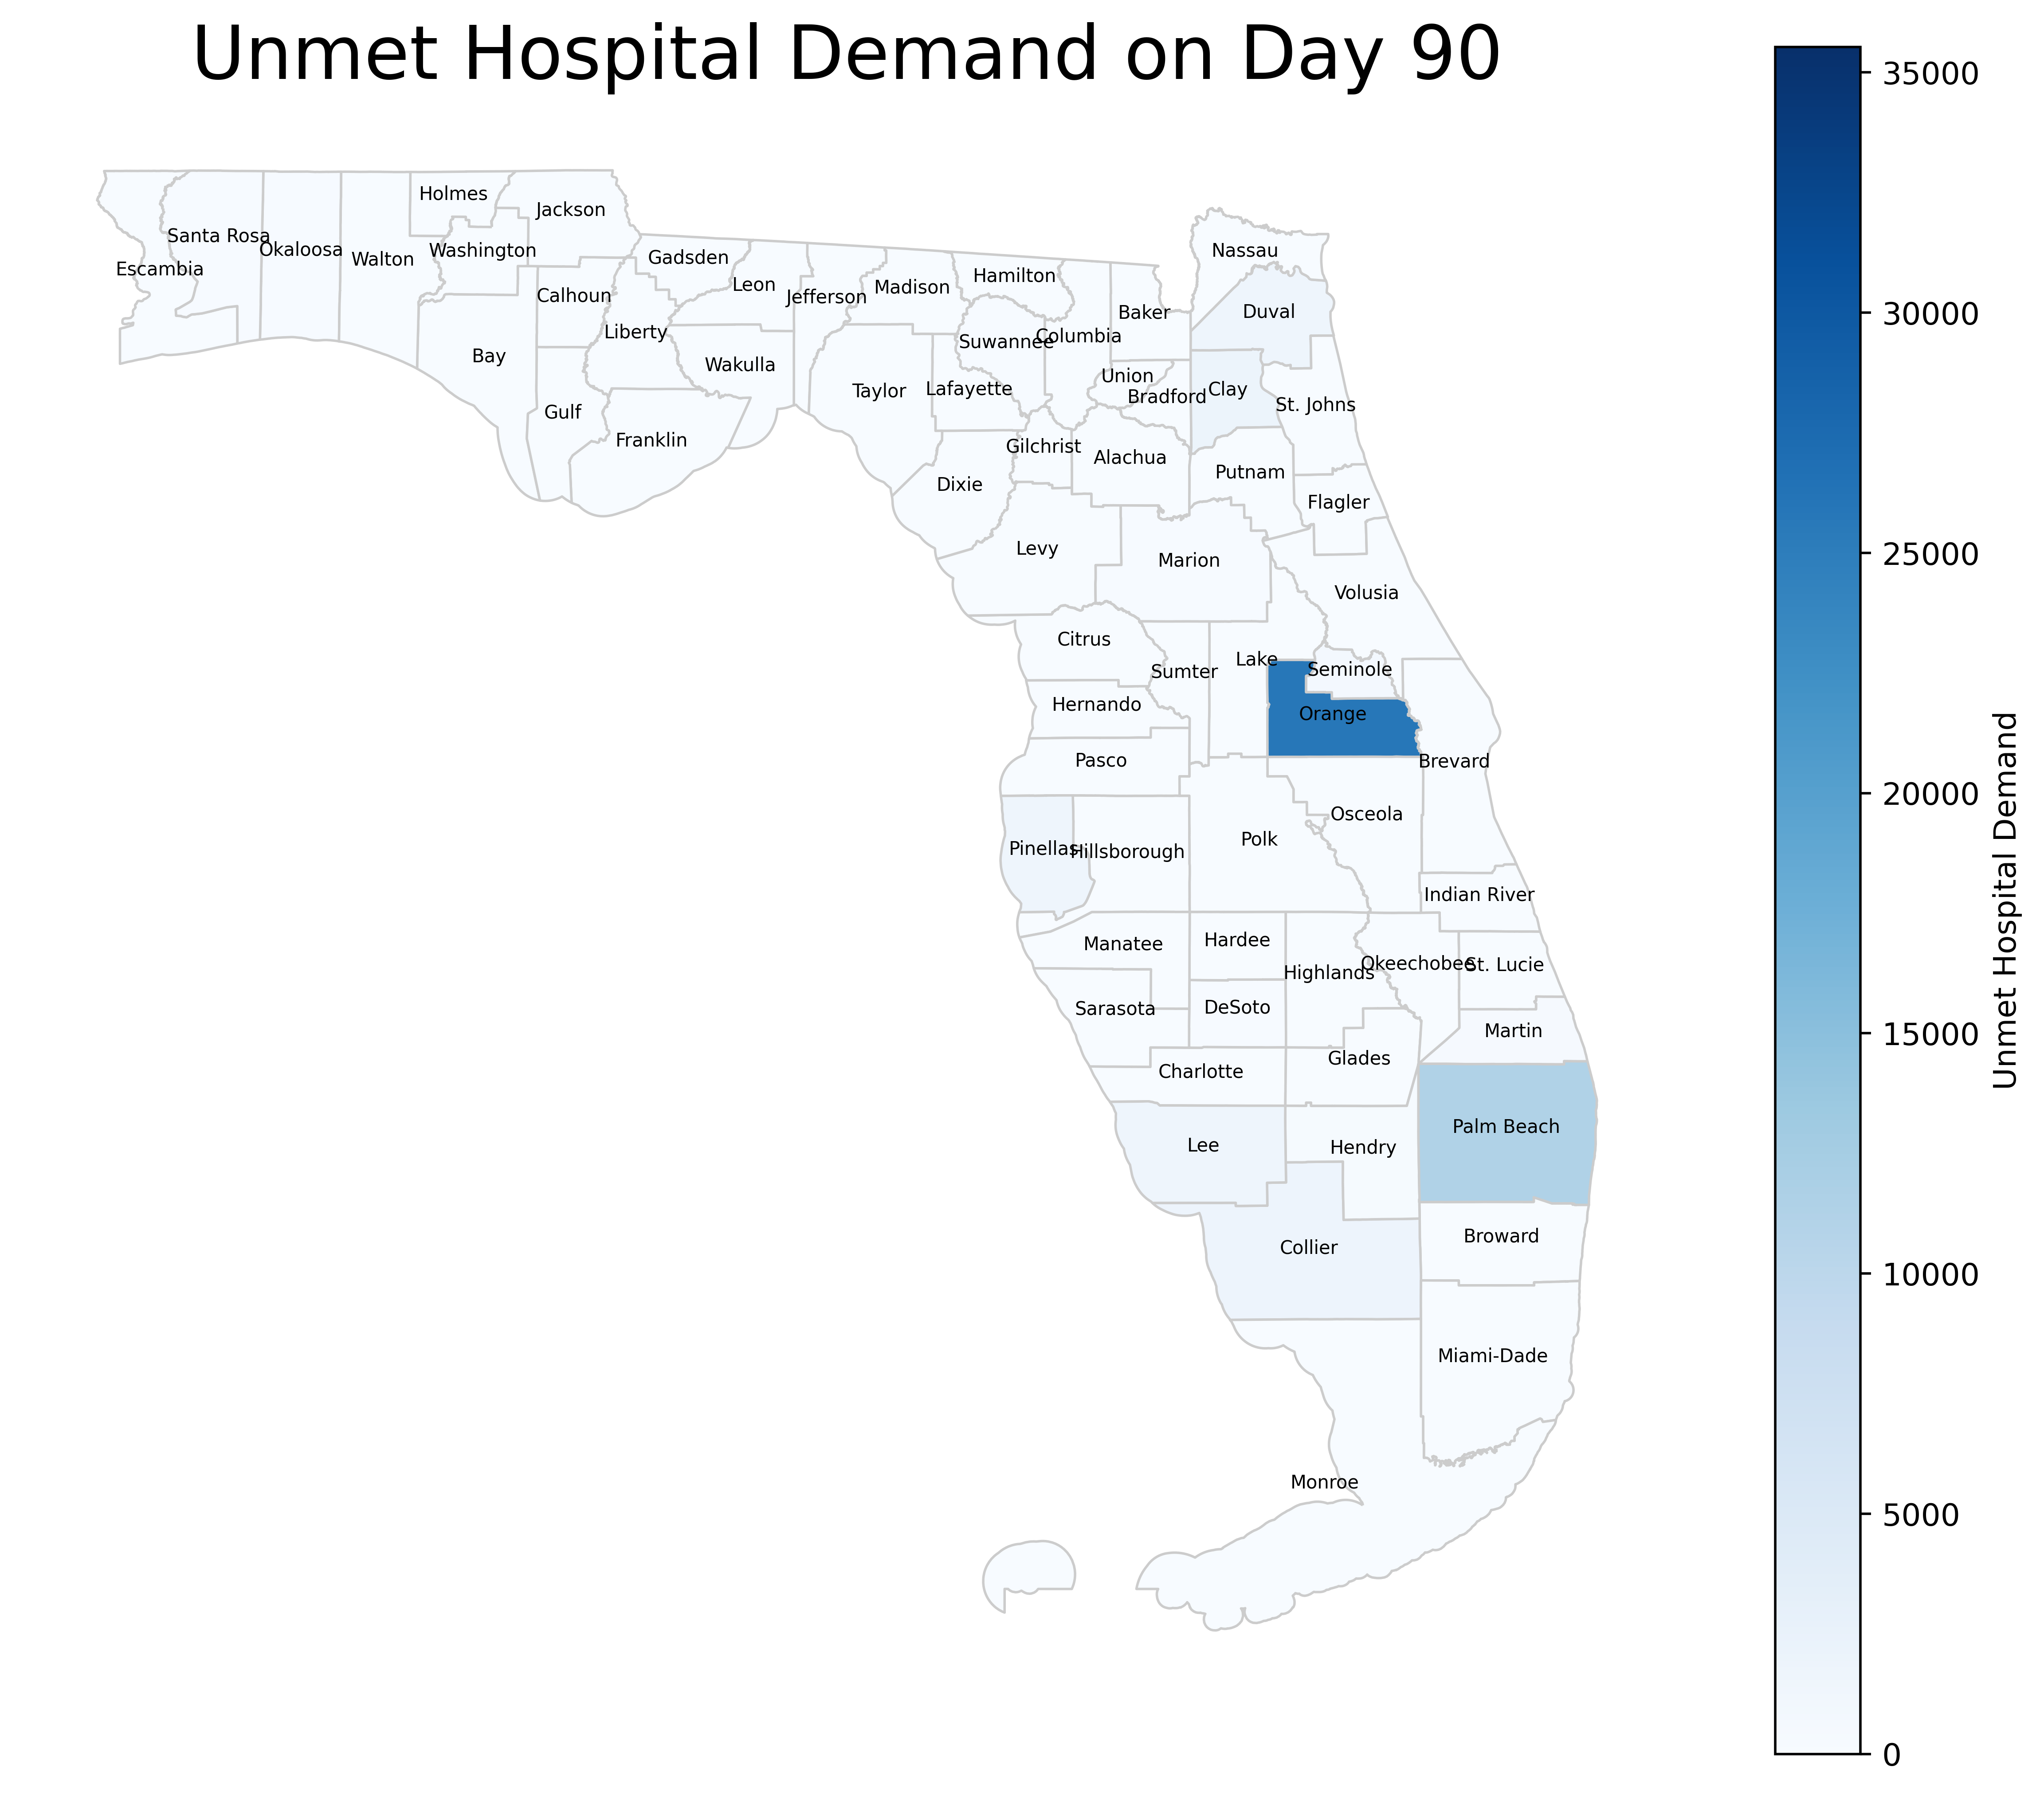 Unmet Hospital Demand on Day 90
Holmes
Jackson
Santa Rosa
Okaloosa
Walton
Washington
Escambia
Gadsden
Leon
Jefferson
Madison
Hamilton
Nassau
Calhoun
Liberty
Bay
Wakulla
Gulf
Franklin
Taylor
Lafayette
Suwannee
Columbia
Baker
Duval
Union
Bradford
Clay
St. Johns
Gilchrist
Alachua
Putnam
Dixie
Flagler
Levy
Marion
Volusia
Citrus
Sumter
Lake
Seminole
Hernando
Orange
Pasco
Brevard
Osceola
Pinellas
Hillsborough
Polk
Indian River
Manatee
Hardee
Highlands
Okeechobee
St. Lucie
Sarasota
DeSoto
Martin
Charlotte
Glades
Palm Beach
Lee
Hendry
Collier
Broward
Miami-Dade
Monroe
35000
30000
25000
20000
15000
10000
5000
0
Unmet Hospital Demand